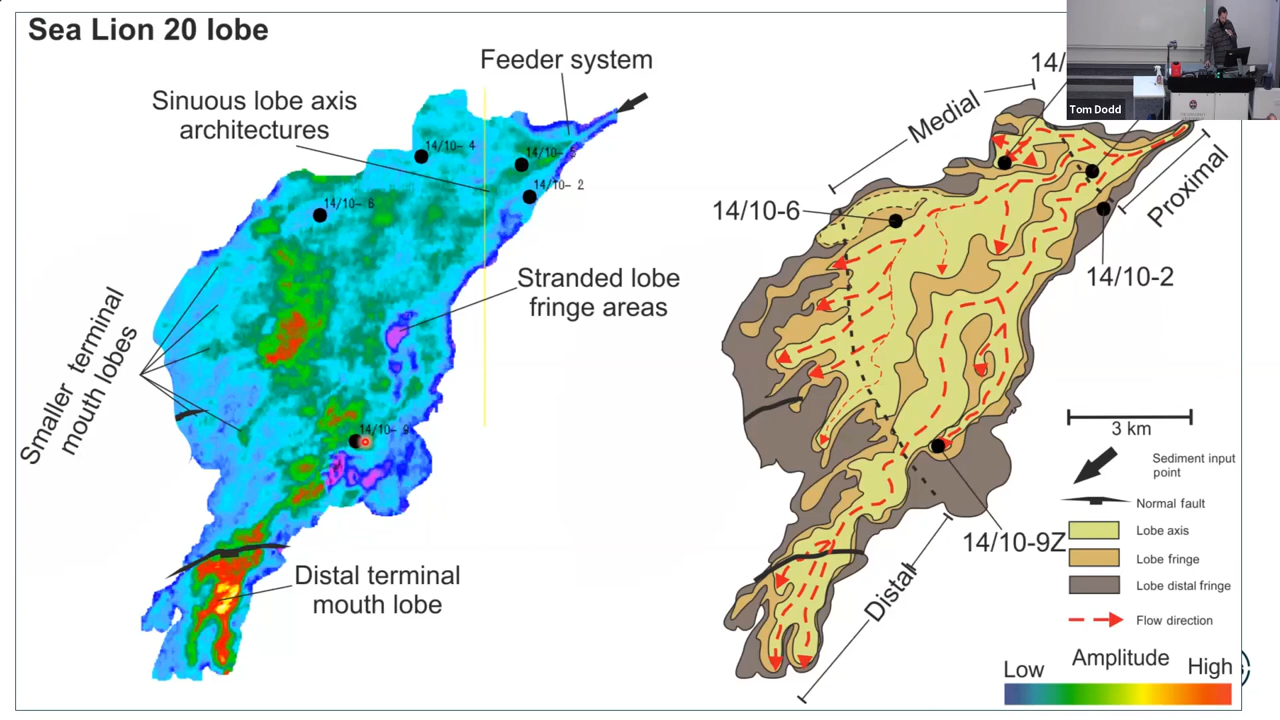 Sea Lion 20 lobe
Feeder system
Sinuous lobe axis
architectures
14/10- 4
14/10- 5
14/10- 2
14/10- 6
Stranded lobe
fringe areas
Smaller terminal
mouth lobes
14/10- 9
Distal terminal
mouth lobe
14/
Medial
Proximal
14/10-6
14/10-2
14/10-9Z
Distal
3 km
Sediment input
point
Normal fault
Lobe axis
Lobe fringe
Lobe distal fringe
Flow direction
Low
Amplitude
High
Tom Dodd